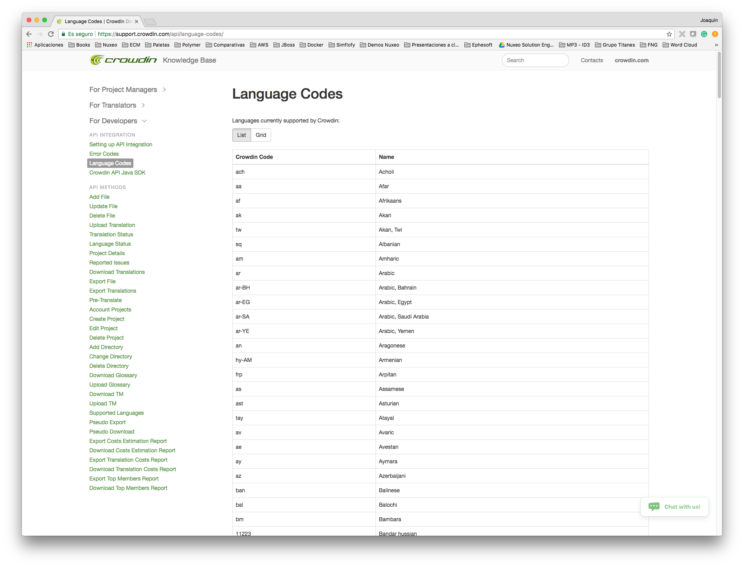 Language Codes | Crowdin Do
Joaquin
Es seguro | https://support.crowdin.com/api/language-codes/
Aplicaciones Books Nuxeo ECM Paletas Polymer Comparativas AWS JBoss Docker Simflofy Demos Nuxeo Presentaciones a cl... Ephesoft Nuxeo Solution Eng... MP3 - ID3 Grupo Titanes FNG Word Cloud »
crowdin Knowledge Base
Search
Contacts
crowdin.com
For Project Managers
For Translators
For Developers
API INTEGRATION
Setting up API Integration
Error Codes
Language Codes
Crowdin API Java SDK
API METHODS
Add File
Update File
Delete File
Upload Translation
Translation Status
Language Status
Project Details
Reported Issues
Download Translations
Export File
Export Translations
Pre-Translate
Account Projects
Create Project
Edit Project
Delete Project
Add Directory
Change Directory
Delete Directory
Download Glossary
Upload Glossary
Download TM
Upload TM
Supported Languages
Pseudo Export
Pseudo Download
Export Costs Estimation Report
Download Costs Estimation Report
Export Translation Costs Report
Download Translation Costs Report
Export Top Members Report
Download Top Members Report
Language Codes
Languages currently supported by Crowdin:
List Grid
Crowdin Code Name
ach Acholi
aa Afar
af Afrikaans
ak Akan
tw Akan, Twi
sq Albanian
am Amharic
ar Arabic
ar-BH Arabic, Bahrain
ar-EG Arabic, Egypt
ar-SA Arabic, Saudi Arabia
ar-YE Arabic, Yemen
an Aragonese
hy-AM Armenian
frp Arpitan
as Assamese
ast Asturian
tay Atayal
av Avaric
ae Avestan
ay Aymara
az Azerbaijani
ban Balinese
bal Balochi
bm Bambara
11223 Bandar hussian
Chat with us!